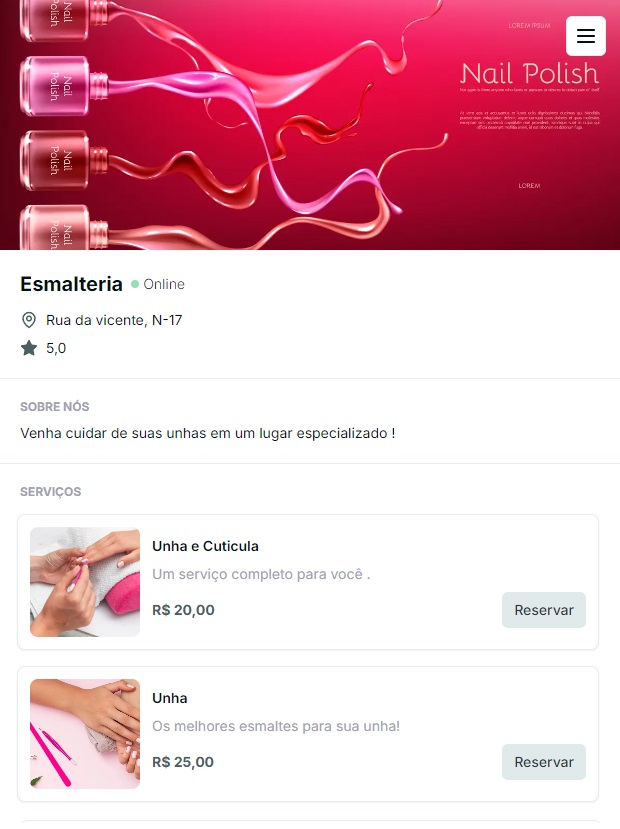 Nail Polish
LOREM IPSUM
Nail Polish
Nail Polish
LOREM
Nail Polish
Nail Polish
Esmalteria
Online
Rua da vicente, N-17
5,0
SOBRE NÓS
Venha cuidar de suas unhas em um lugar especializado !
SERVIÇOS
Unha e Cuticula
Um serviço completo para você .
R$ 20,00
Reservar
Unha
Os melhores esmaltes para sua unha!
R$ 25,00
Reservar